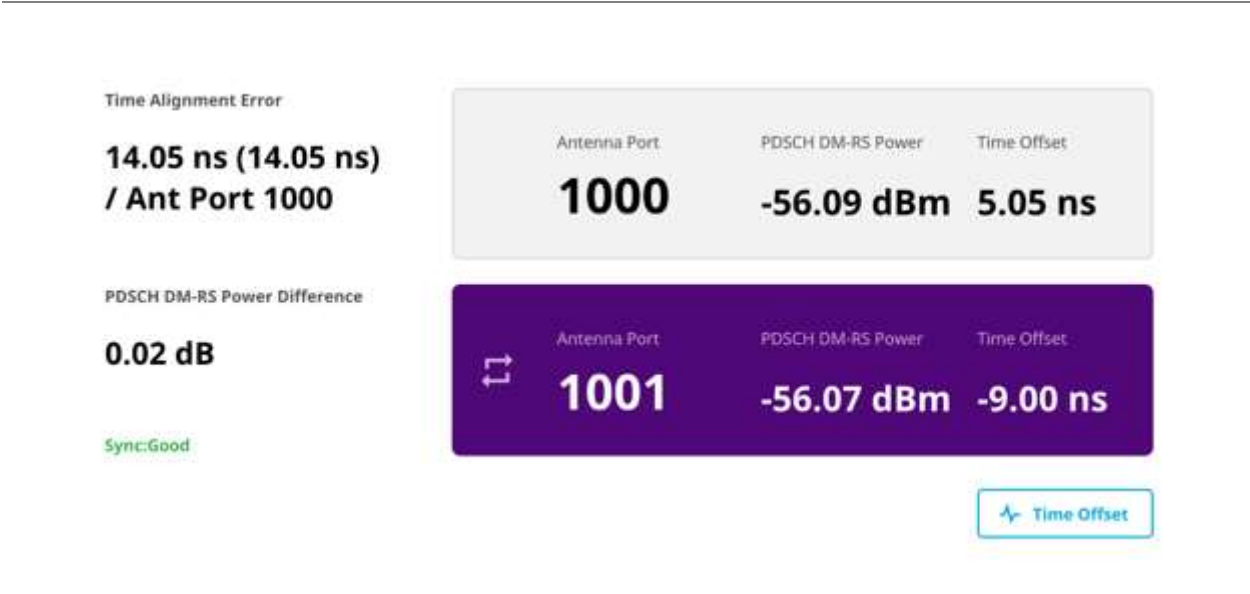 Time Alignment Error
14.05 ns (14.05 ns)
/ Ant Port 1000
Antenna Port
PDSCH DM-RS Power
Time Offset
1000
-56.09 dBm
5.05 ns
PDSCH DM-RS Power Difference
0.02 dB
Antenna Port
PDSCH DM-RS Power
Time Offset
1001
-56.07 dBm
-9.00 ns
Sync:Good
Time Offset